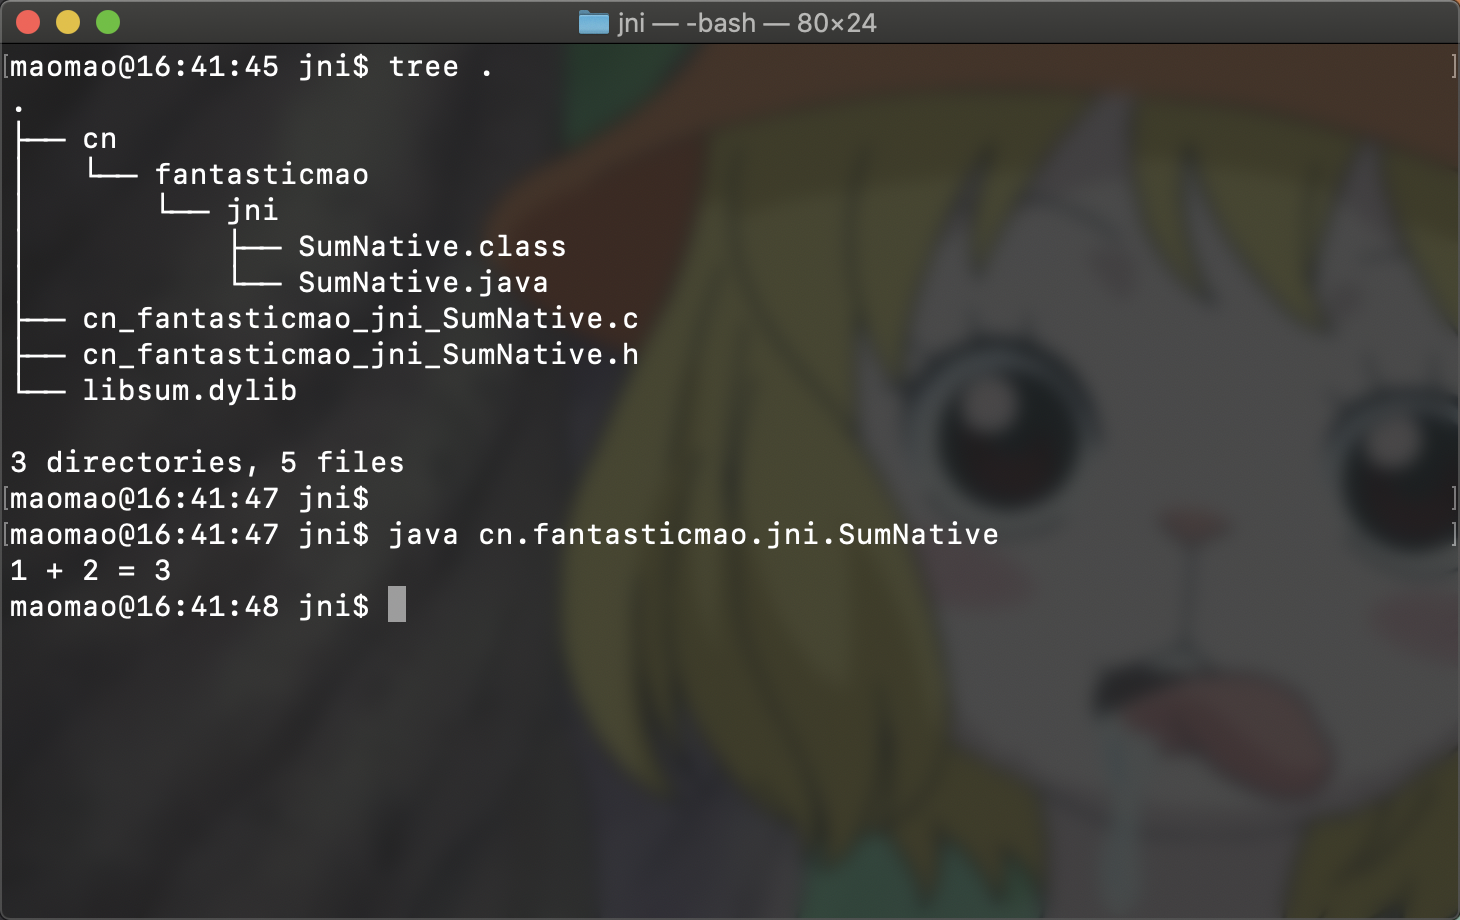 jni — -bash — 80×24
maomao@16:41:45 jni$ tree .
.
├── cn
│   └── fantasticmao
│       └── jni
│           ├── SumNative.class
│           └── SumNative.java
├── cn_fantasticmao_jni_SumNative.c
├── cn_fantasticmao_jni_SumNative.h
└── libsum.dylib
3 directories, 5 files
maomao@16:41:47 jni$
maomao@16:41:47 jni$ java cn.fantasticmao.jni.SumNative
1 + 2 = 3
maomao@16:41:48 jni$